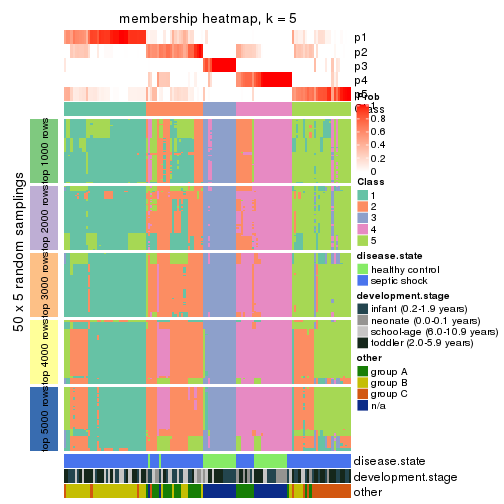 membership heatmap, k = 5
p1
p2
p3
p4
p5
50 x 5 random samplings
top 1000 rows
top 2000 rows
top 3000 rows
top 4000 rows
top 5000 rows
Prob
1
0.8
0.6
0.4
0.2
0
Class
Class
1
2
3
4
5
disease.state
healthy control
septic shock
development.stage
infant (0.2-1.9 years)
neonate (0.0-0.1 years)
school-age (6.0-10.9 years)
toddler (2.0-5.9 years)
other
group A
group B
group C
n/a
disease.state
development.stage
other